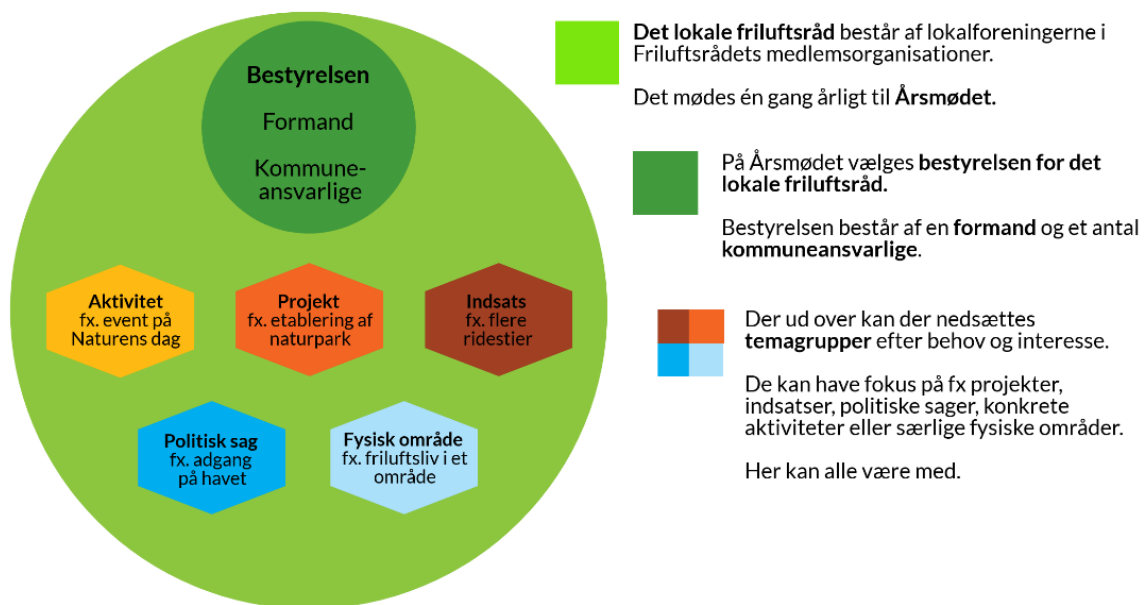 Bestyrelsen
Formand
Kommune-
ansvarlige
Aktivitet
fx. event på
Naturens dag
Projekt
fx. etablering af
naturpark
Indsats
fx. flere
ridestier
Politisk sag
fx. adgang
på havet
Fysisk område
fx. friluftsliv i et
område
Det lokale friluftsråd består af lokalforeningerne i
Friluftsrådets medlemsorganisationer.
Det mødes én gang årligt til Årsmødet.
På Årsmødet vælges bestyrelsen for det
lokale friluftsråd.
Bestyrelsen består af en formand og et antal
kommuneansvarlige.
Der ud over kan der nedsættes
temagrupper efter behov og interesse.
De kan have fokus på fx projekter,
indsatser, politiske sager, konkrete
aktiviteter eller særlige fysiske områder.
Her kan alle være med.